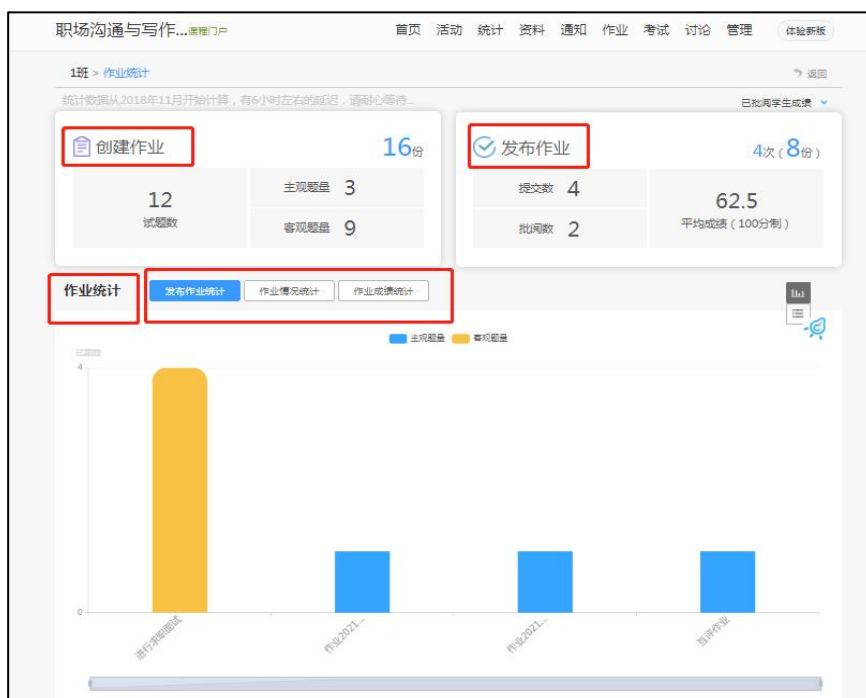 职场沟通与写作...课程门户 首页 活动 统计 资料 通知 作业 考试 讨论 管理 体验新版
1班 > 作业统计 返回
统计数据从2018年11月开始计算，有6小时左右的延迟，请耐心等待...
已批阅学生成绩
创建作业 16份
12
试题数
主观题量 3
客观题量 9
发布作业 4次（8份）
提交数 4
批阅数 2
62.5
平均成绩（100分制）
作业统计 发布作业统计 作业情况统计 作业成绩统计
主观题量 客观题量
试题数
4
0
进行求职面试 作业2021... 作业2021... 互评作业